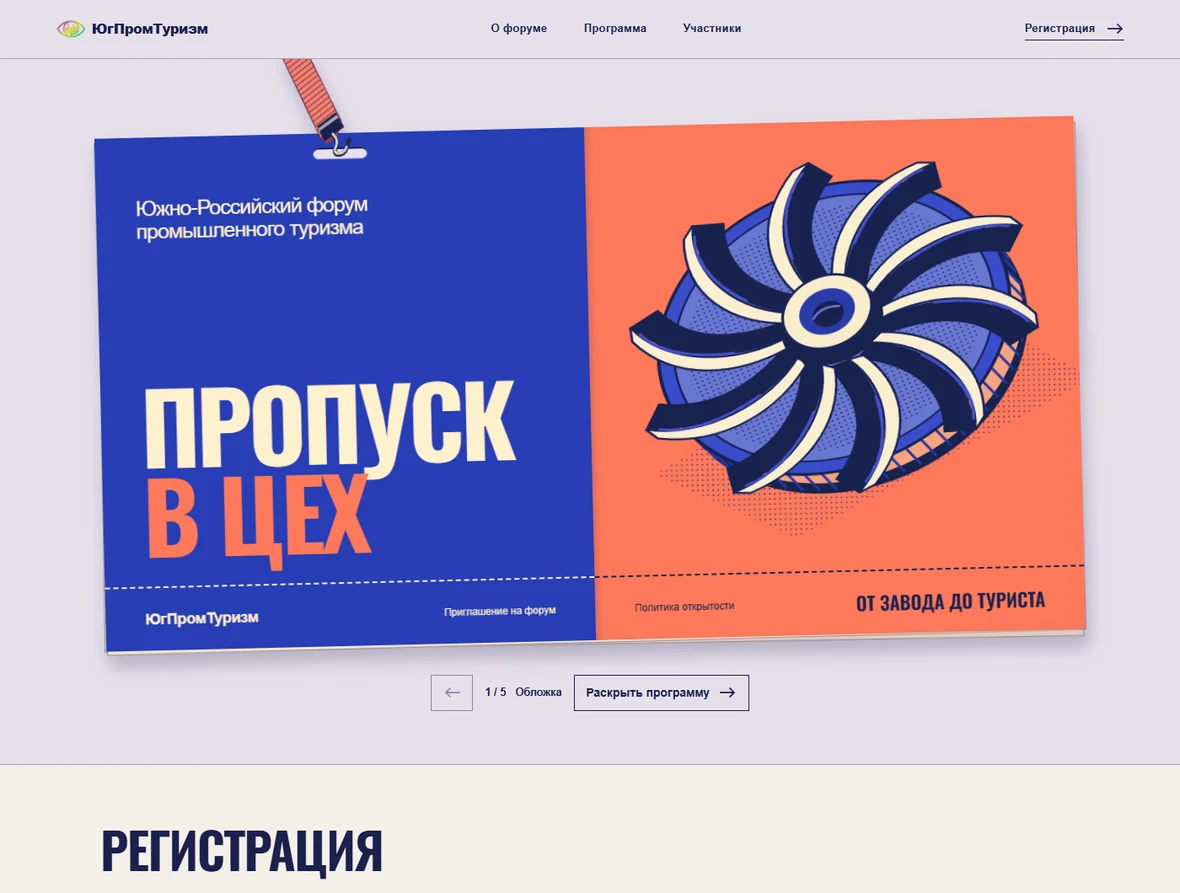 ЮгПромТуризм
О форуме
Программа
Участники
Регистрация
Южно-Российский форум
промышленного туризма
ПРОПУСК
В ЦЕХ
ЮгПромТуризм
Приглашение на форум
Политика открытости
ОТ ЗАВОДА ДО ТУРИСТА
1 / 5 Обложка
Раскрыть программу
РЕГИСТРАЦИЯ